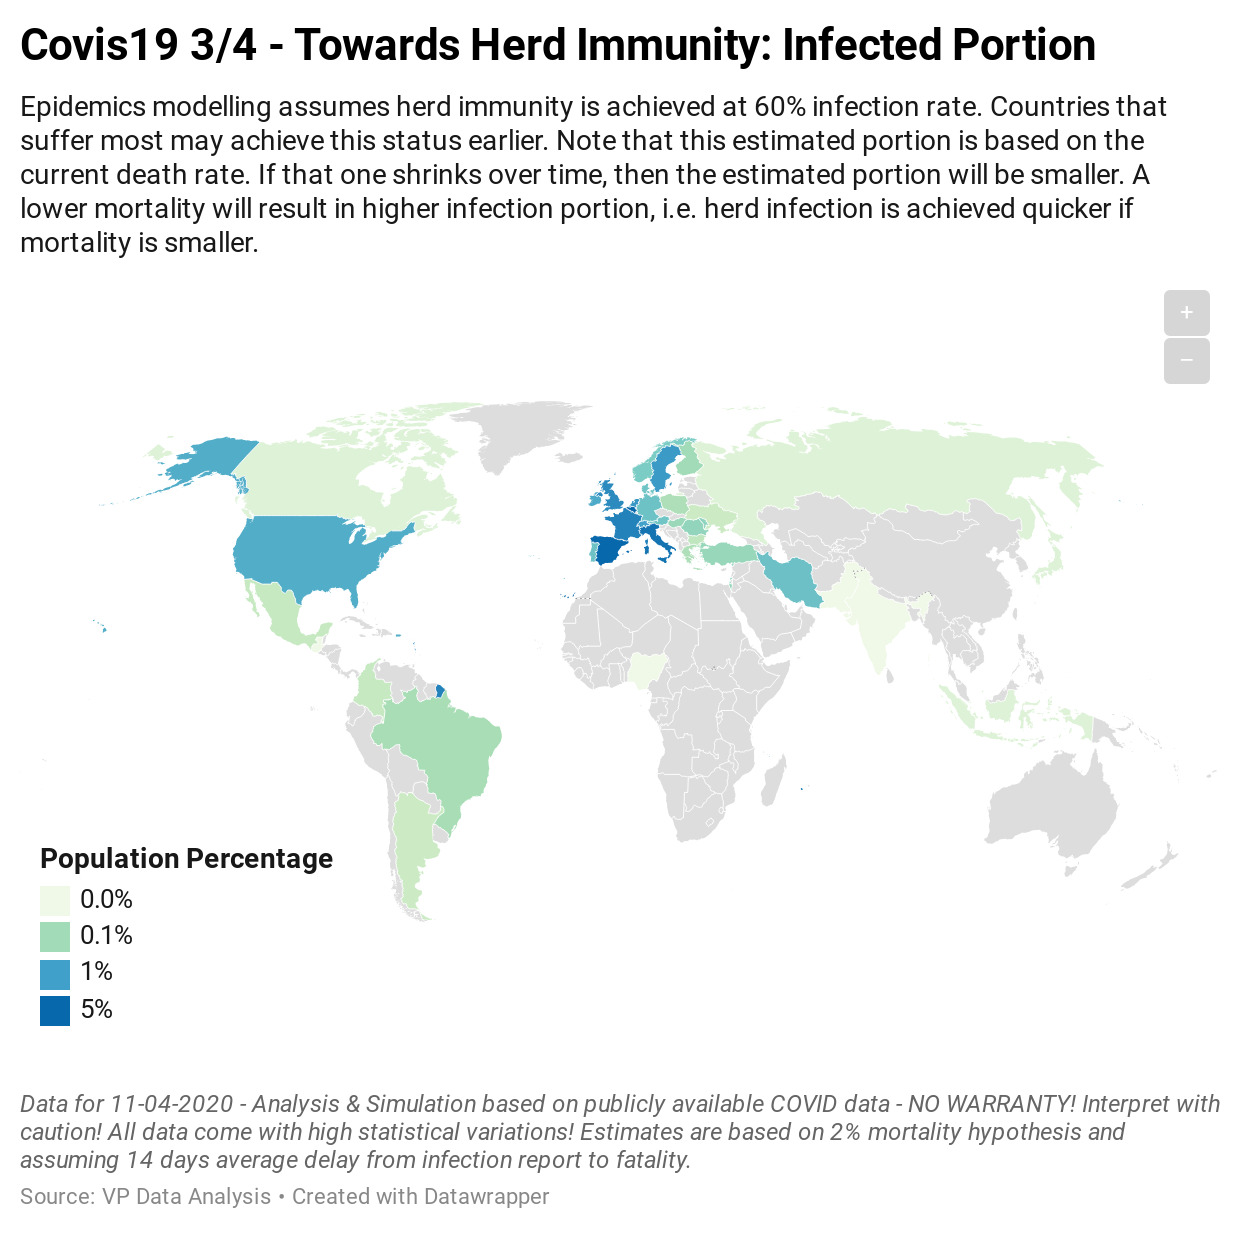 Covis19 3/4 - Towards Herd Immunity: Infected Portion
Epidemics modelling assumes herd immunity is achieved at 60% infection rate. Countries that
suffer most may achieve this status earlier. Note that this estimated portion is based on the
current death rate. If that one shrinks over time, then the estimated portion will be smaller. A
lower mortality will result in higher infection portion, i.e. herd infection is achieved quicker if
mortality is smaller.
+
−
Population Percentage
0.0%
0.1%
1%
5%
Data for 11-04-2020 - Analysis & Simulation based on publicly available COVID data - NO WARRANTY! Interpret with
caution! All data come with high statistical variations! Estimates are based on 2% mortality hypothesis and
assuming 14 days average delay from infection report to fatality.
Source: VP Data Analysis • Created with Datawrapper